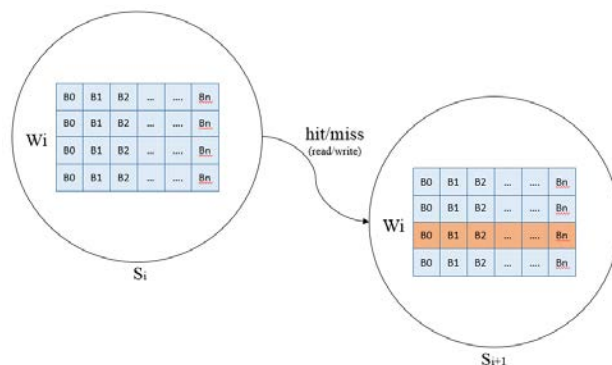 B0 B1 B2 ... .... Bn
B0 B1 B2 ... .... Bn
Wi
B0 B1 B2 ... .... Bn
B0 B1 B2 ... .... Bn
Si
hit/miss
(read/write)
B0 B1 B2 ... .... Bn
B0 B1 B2 ... .... Bn
Wi
B0 B1 B2 ... .... Bn
B0 B1 B2 ... .... Bn
Si+1